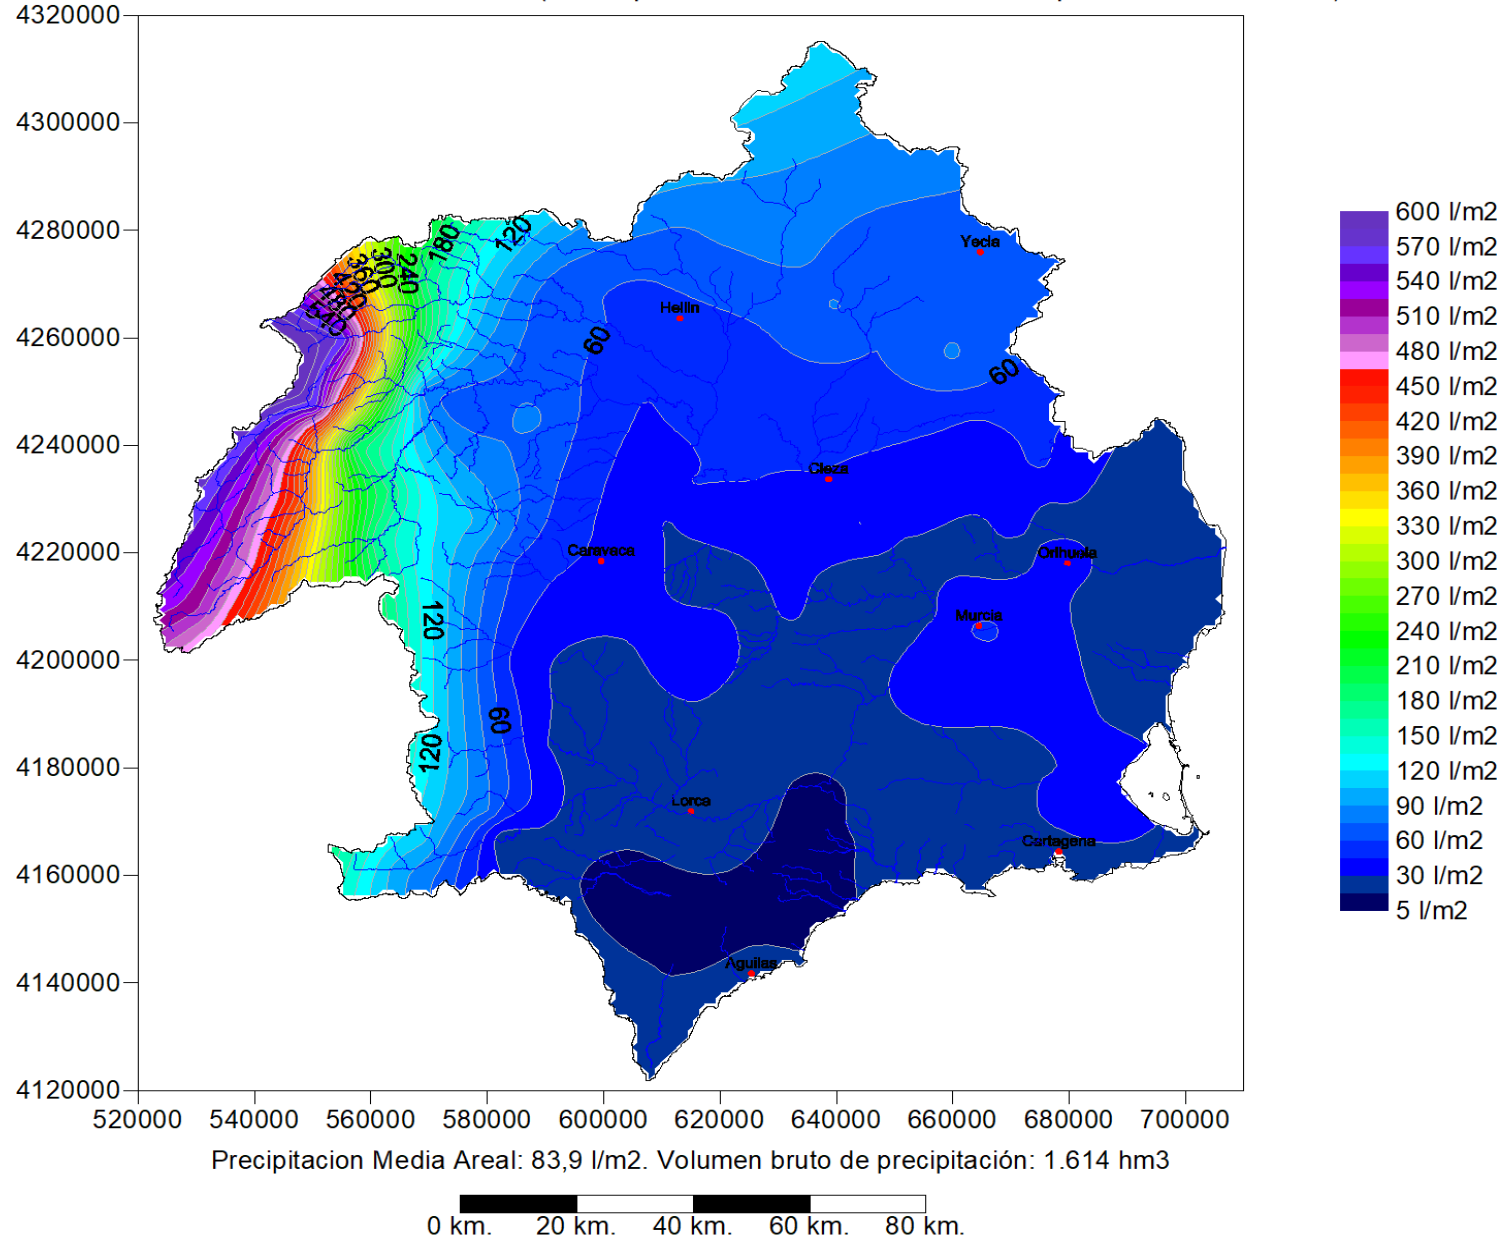 4320000
4300000
4280000
4260000
4240000
4220000
4200000
4180000
4160000
4140000
4120000
520000 540000 560000 580000 600000 620000 640000 660000 680000 700000
180
120
240
300
360
60
60
120
60
120
Yecla
Hellin
Cieza
Caravaca
Orihuela
Murcia
Lorca
Cartagena
Aguilas
600 l/m2
570 l/m2
540 l/m2
510 l/m2
480 l/m2
450 l/m2
420 l/m2
390 l/m2
360 l/m2
330 l/m2
300 l/m2
270 l/m2
240 l/m2
210 l/m2
180 l/m2
150 l/m2
120 l/m2
90 l/m2
60 l/m2
30 l/m2
5 l/m2
Precipitacion Media Areal: 83,9 l/m2. Volumen bruto de precipitación: 1.614 hm3
0 km. 20 km. 40 km. 60 km. 80 km.